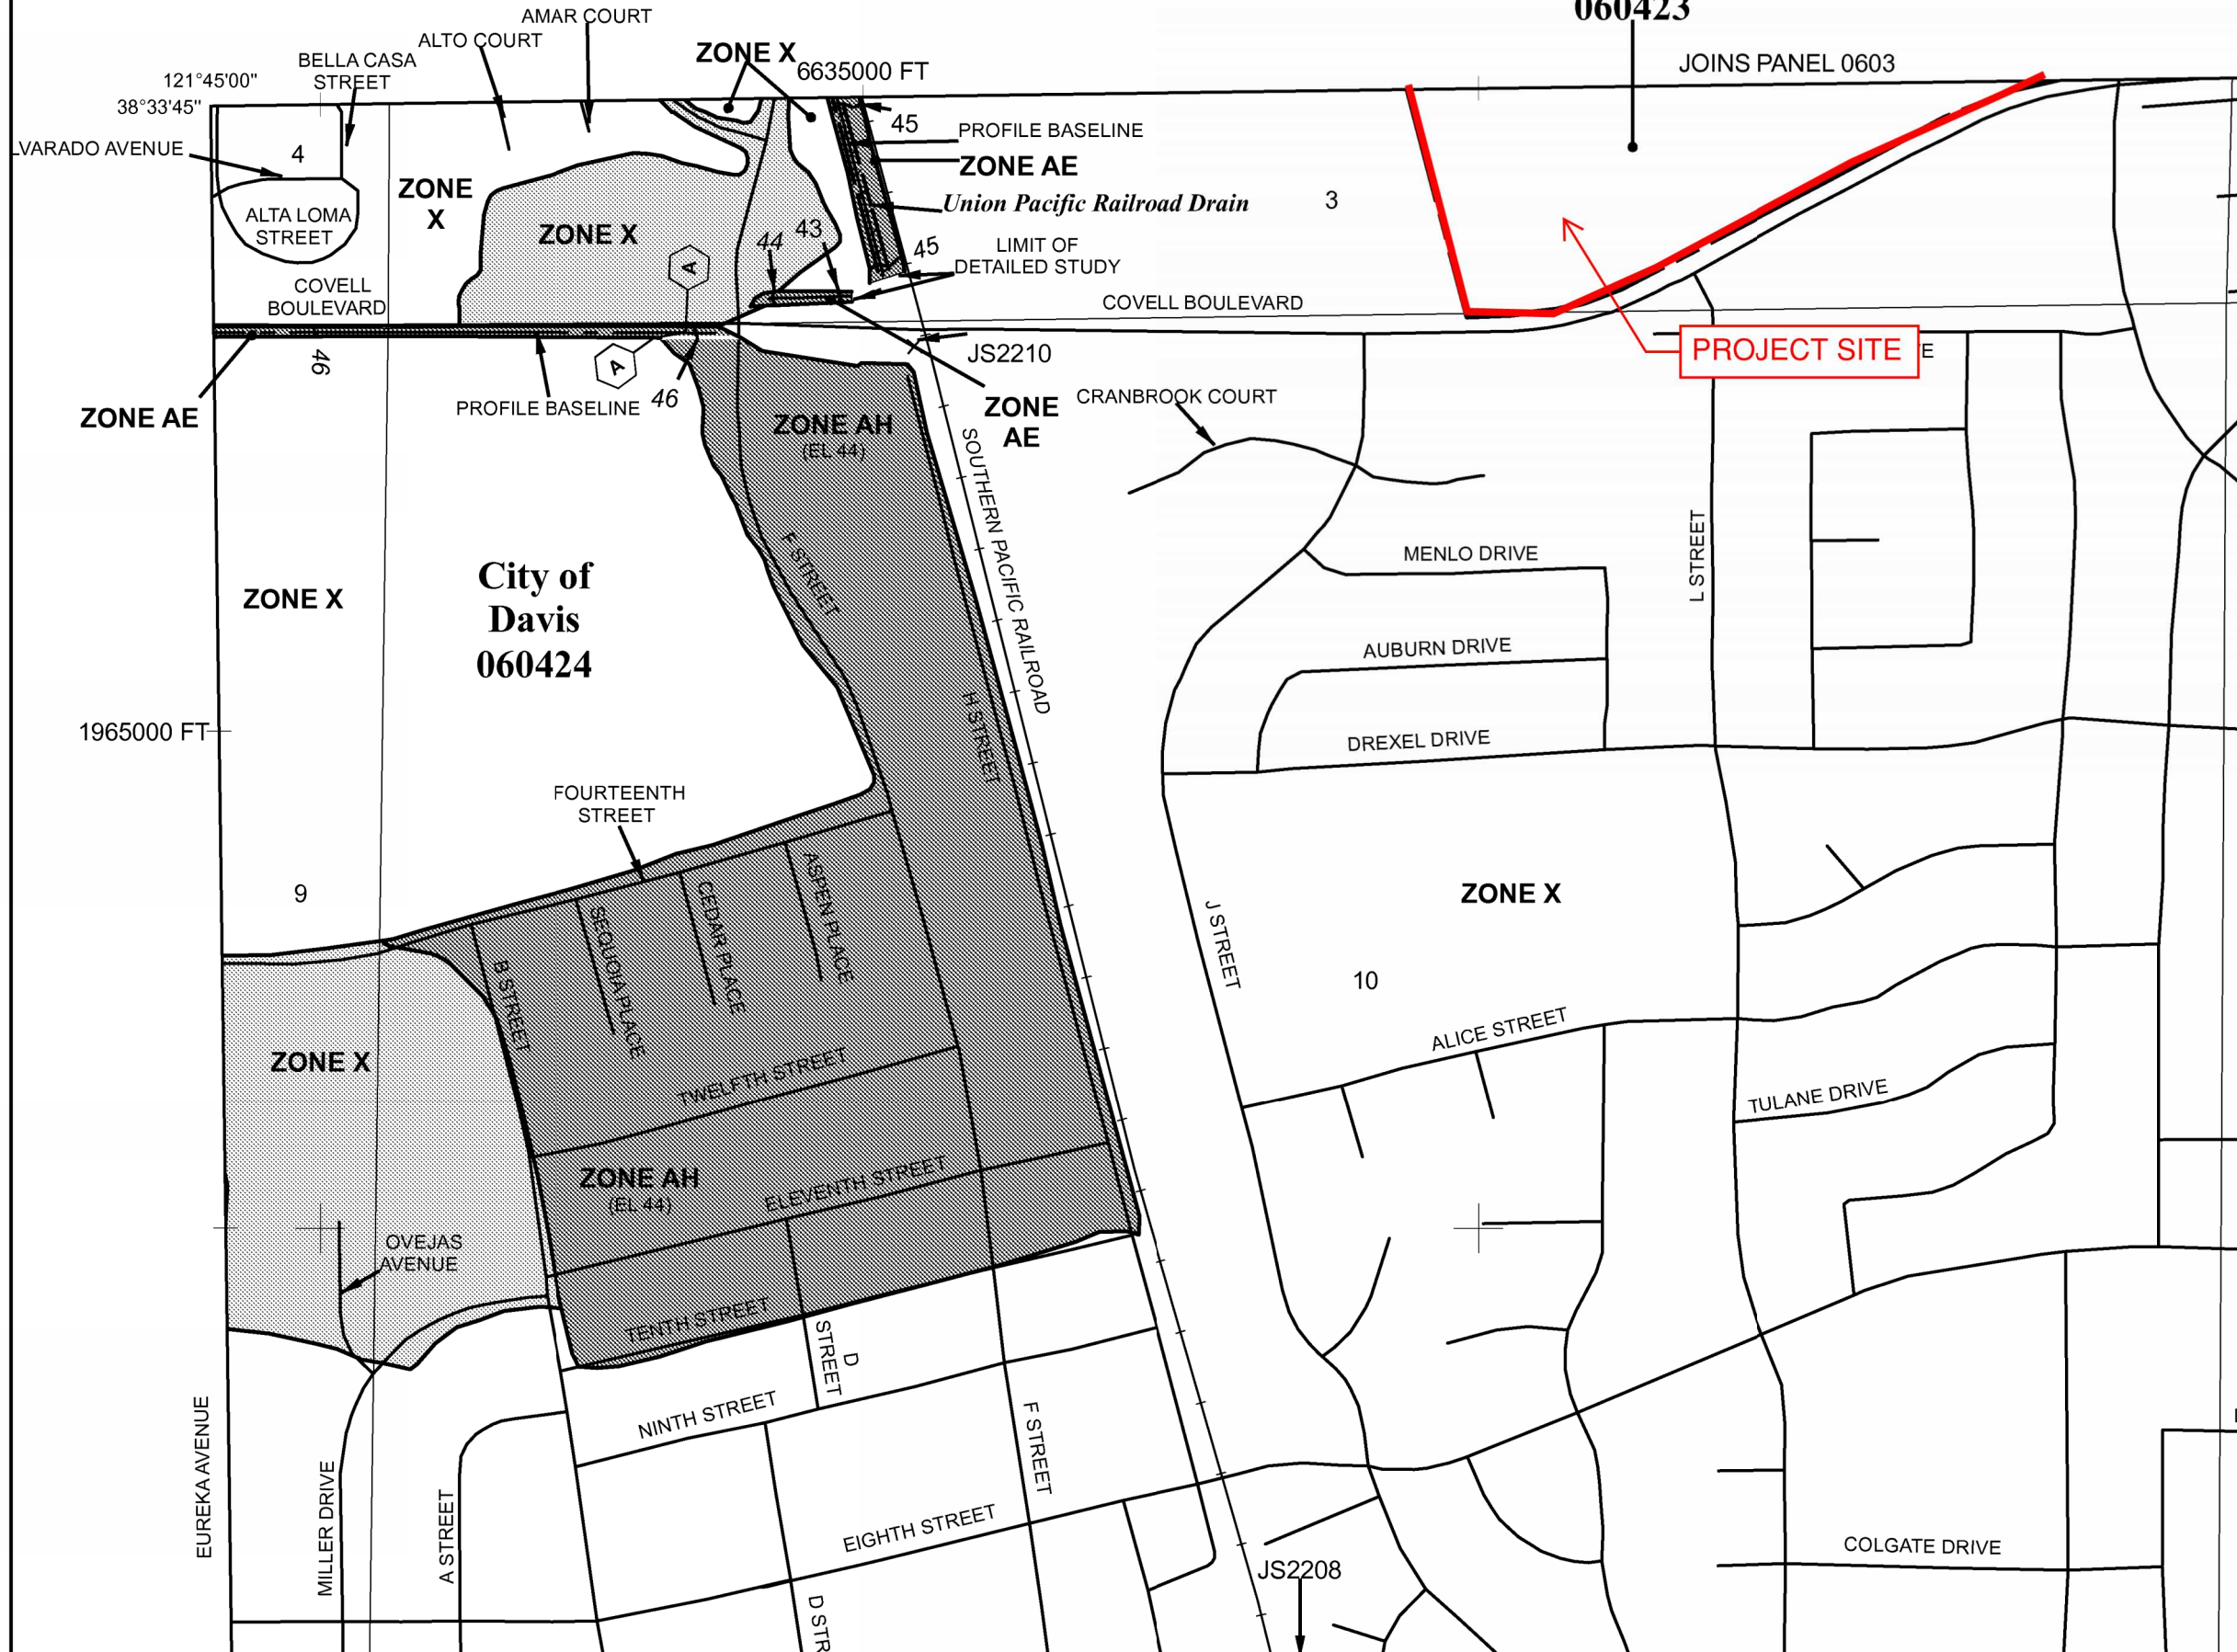 AMAR COURT
060423
ALTO COURT
ZONE X
BELLA CASA
STREET
6635000 FT
JOINS PANEL 0603
121°45'00"
38°33'45"
45
PROFILE BASELINE
LVARADO AVENUE
4
ZONE AE
ZONE
X
Union Pacific Railroad Drain
3
ALTA LOMA
STREET
ZONE X
44
43
45
LIMIT OF
DETAILED STUDY
A
COVELL
BOULEVARD
COVELL BOULEVARD
46
A
JS2210
PROJECT SITE
E
ZONE AE
PROFILE BASELINE
46
ZONE
AE
CRANBROOK COURT
ZONE AH
(EL 44)
SOUTHERN PACIFIC RAILROAD
F STREET
L STREET
MENLO DRIVE
City of
Davis
060424
ZONE X
AUBURN DRIVE
H STREET
1965000 FT
DREXEL DRIVE
FOURTEENTH
STREET
9
ASPEN PLACE
CEDAR PLACE
SEQUOIA PLACE
B STREET
J STREET
ZONE X
10
ALICE STREET
ZONE X
TWELFTH STREET
TULANE DRIVE
ZONE AH
(EL 44)
ELEVENTH STREET
OVEJAS
AVENUE
TENTH STREET
D
STREET
NINTH STREET
F STREET
EUREKA AVENUE
MILLER DRIVE
A STREET
EIGHTH STREET
COLGATE DRIVE
JS2208
D STR